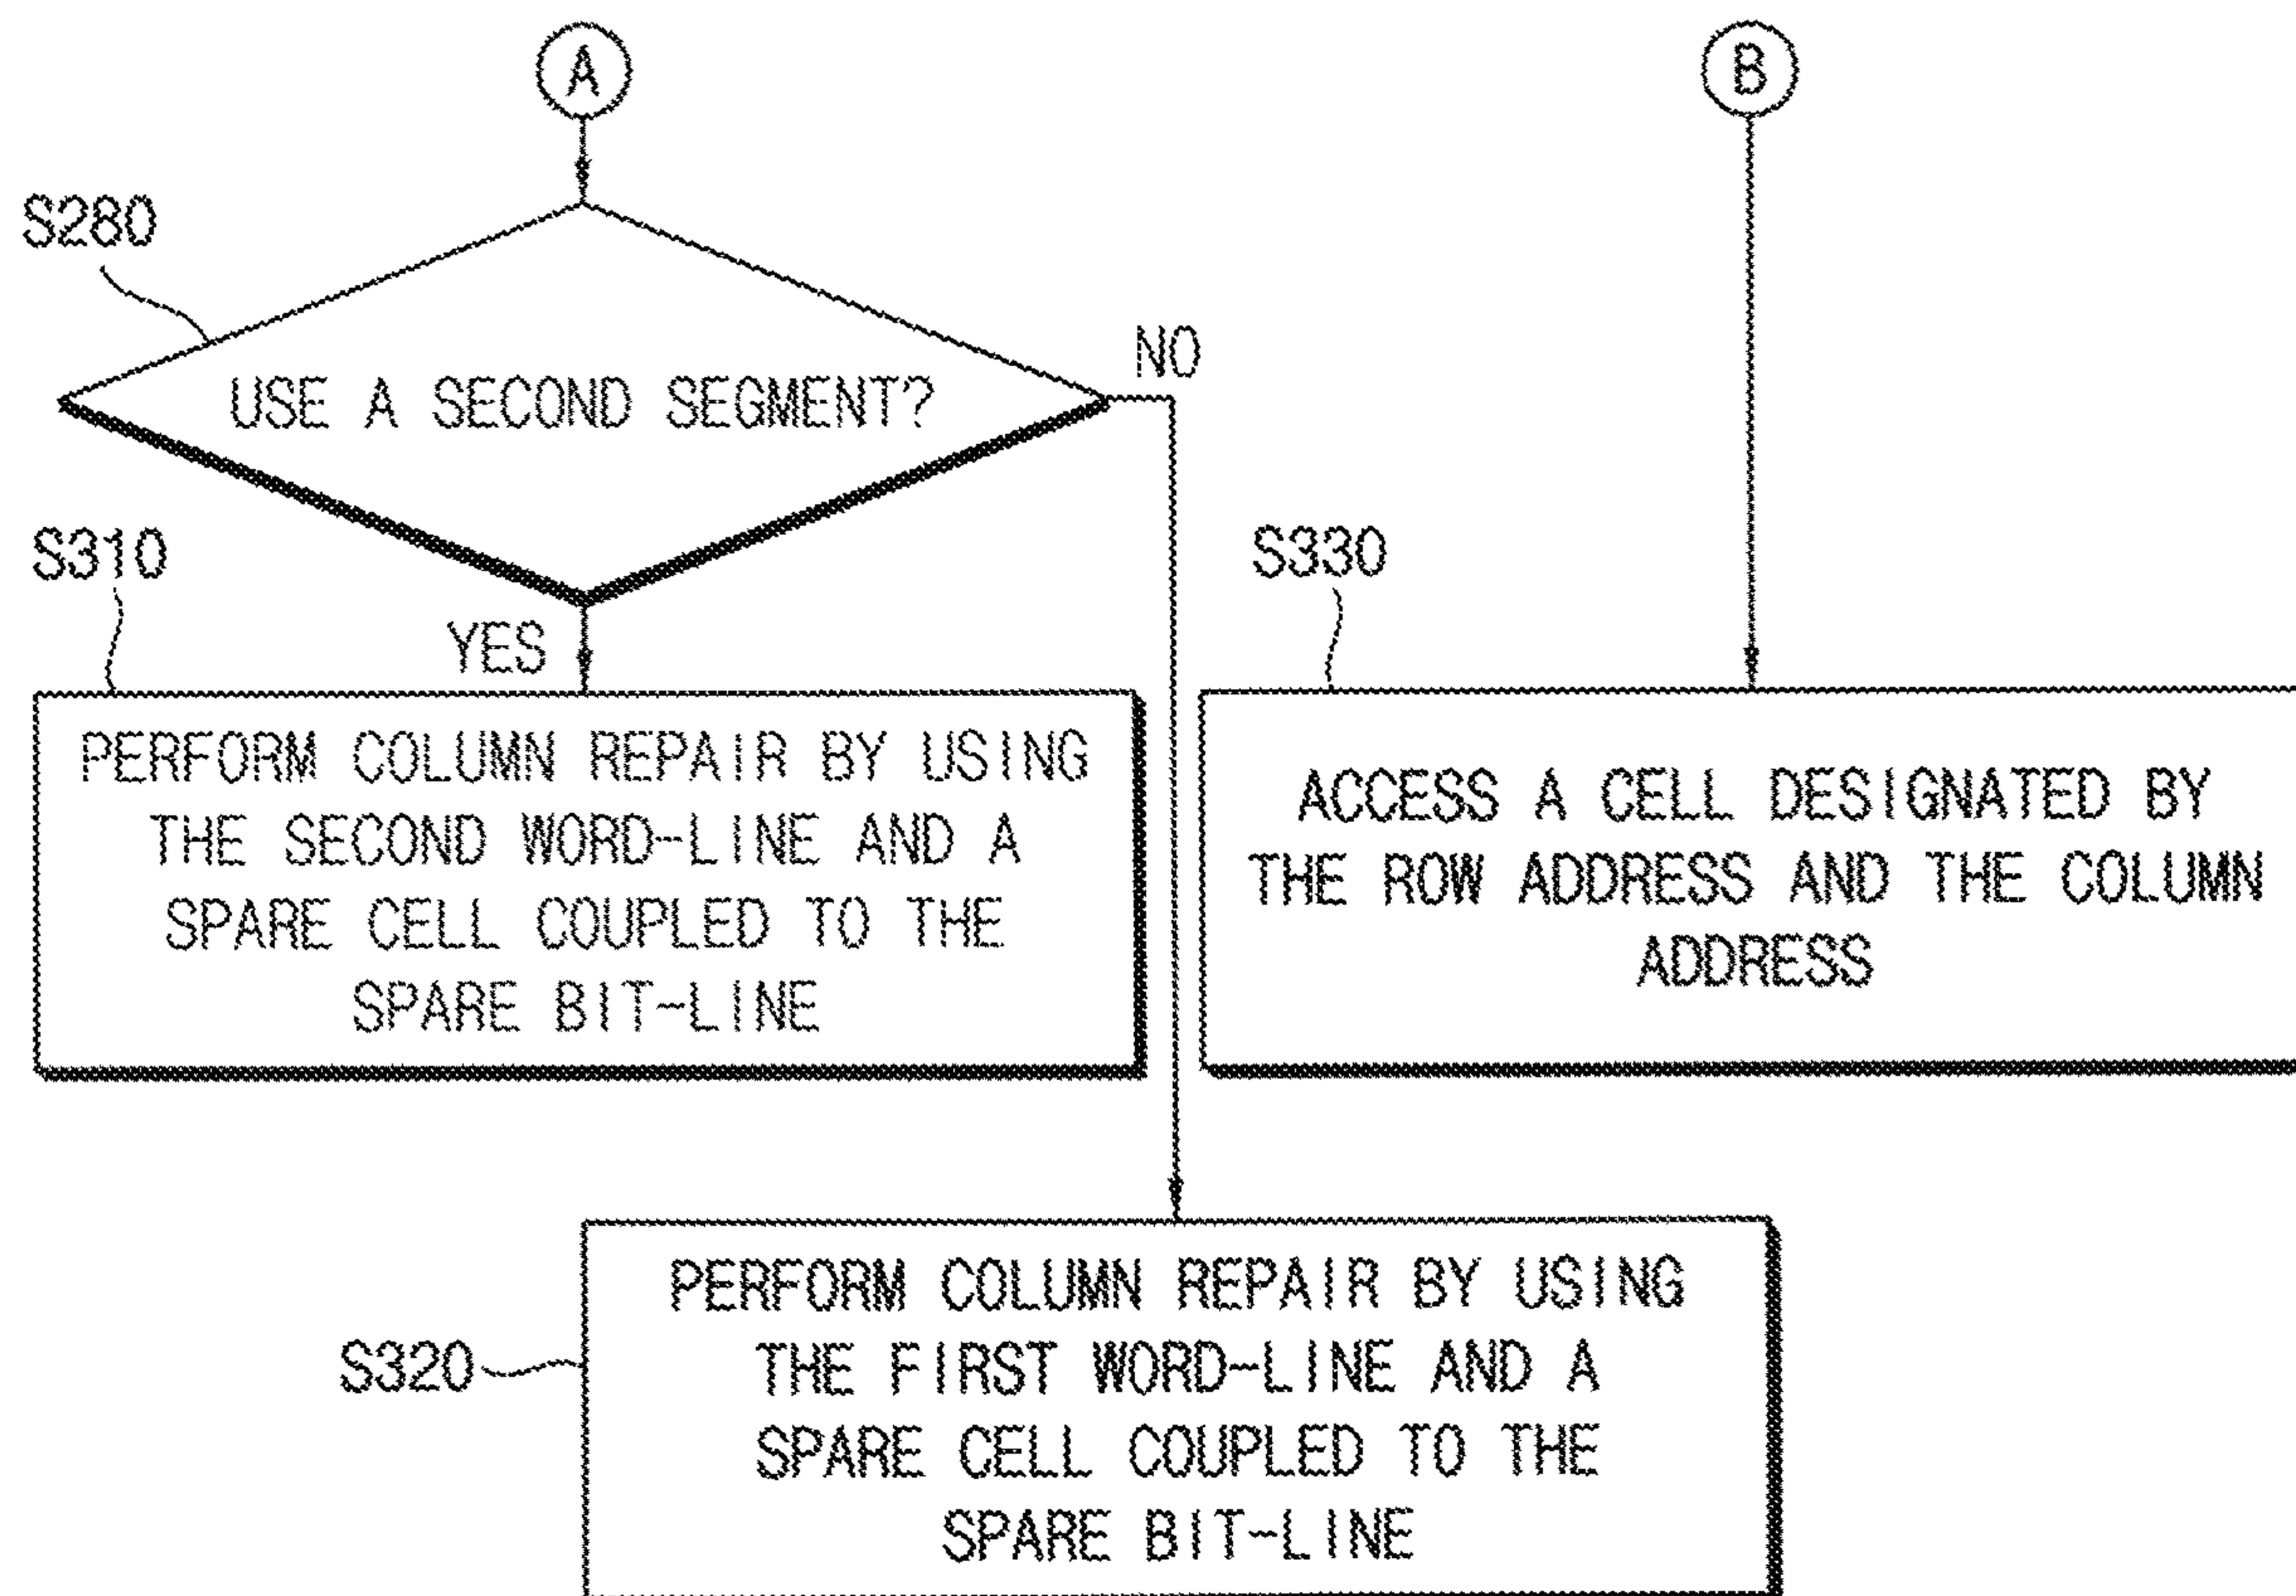 A
B
S280
USE A SECOND SEGMENT?
NO
S310
YES
PERFORM COLUMN REPAIR BY USING
THE SECOND WORD-LINE AND A
SPARE CELL COUPLED TO THE
SPARE BIT-LINE
S330
ACCESS A CELL DESIGNATED BY
THE ROW ADDRESS AND THE COLUMN
ADDRESS
S320
PERFORM COLUMN REPAIR BY USING
THE FIRST WORD-LINE AND A
SPARE CELL COUPLED TO THE
SPARE BIT-LINE